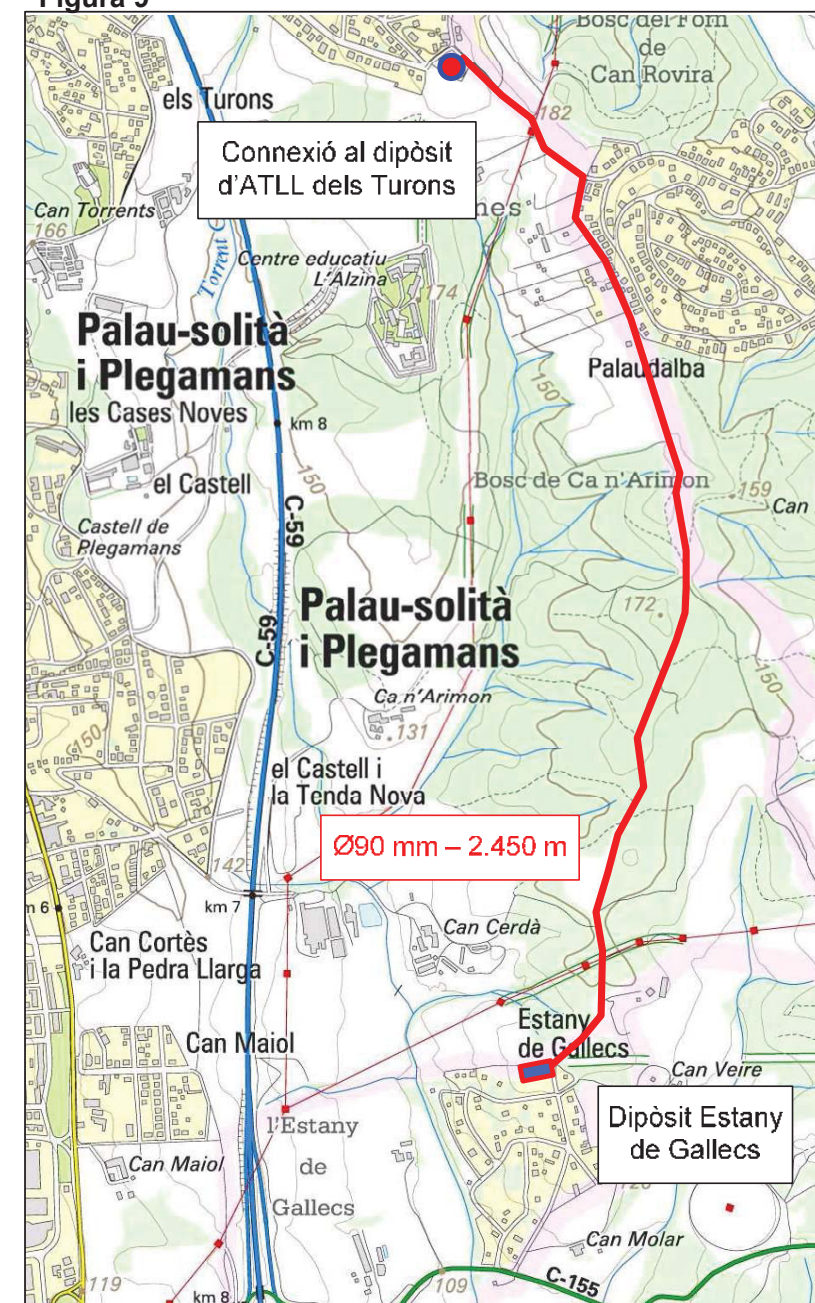 Figura 9
Bosc del Forn
de
Can Rovira
els Turons
182
Connexió al dipòsit
d'ATLL dels Turons
Can Torrents
166
nes
Torrent C
Centre educatiu
L'Alzina
174
Palau-solità
i Plegamans
Palaudalba
150
les Cases Noves
km 8
150
el Castell
Bosc de Ca n'Arimon
159
Can
C-59
Castell de
Plegamans
Palau-solità
i Plegamans
172
C-59
150
Ca n'Arimon
131
150
el Castell i
la Tenda Nova
Ø90 mm – 2.450 m
142
km 7
m 6
Can Cerdà
Can Cortès
i la Pedra Llarga
Estany
de Gallecs
Can Maiol
Can Veire
Dipòsit Estany
de Gallecs
l'Estany
de
Gallecs
Can Maiol
Can Molar
C-155
119
109
km 8